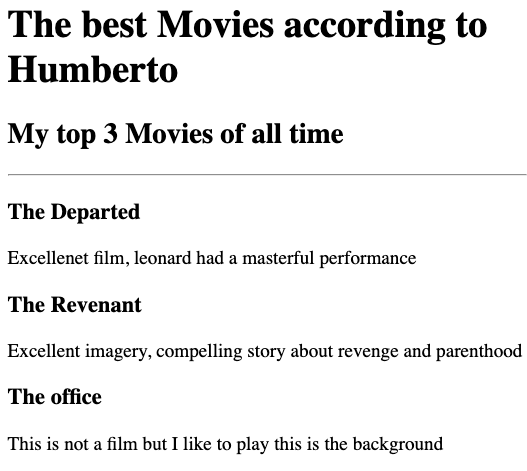 The best Movies according to
Humberto
My top 3 Movies of all time
The Departed
Excellenet film, leonard had a masterful performance
The Revenant
Excellent imagery, compelling story about revenge and parenthood
The office
This is not a film but I like to play this is the background